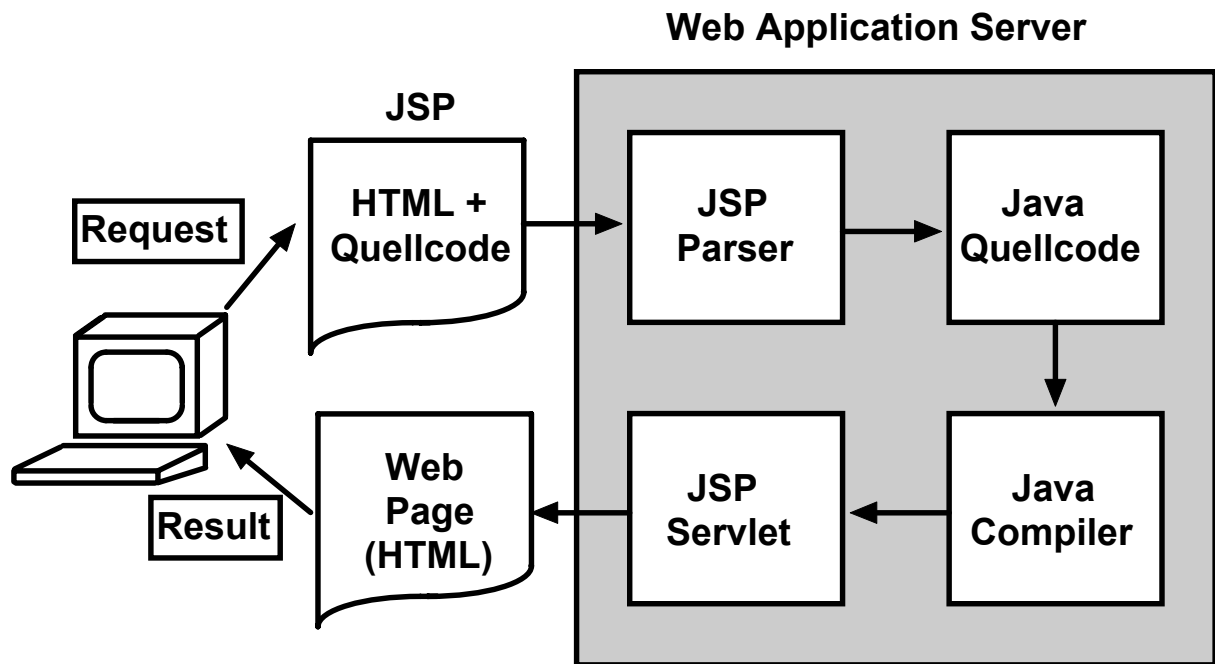 Web Application Server
JSP
Request
HTML +
Quellcode
JSP
Parser
Java
Quellcode
Result
Web
Page
(HTML)
JSP
Servlet
Java
Compiler